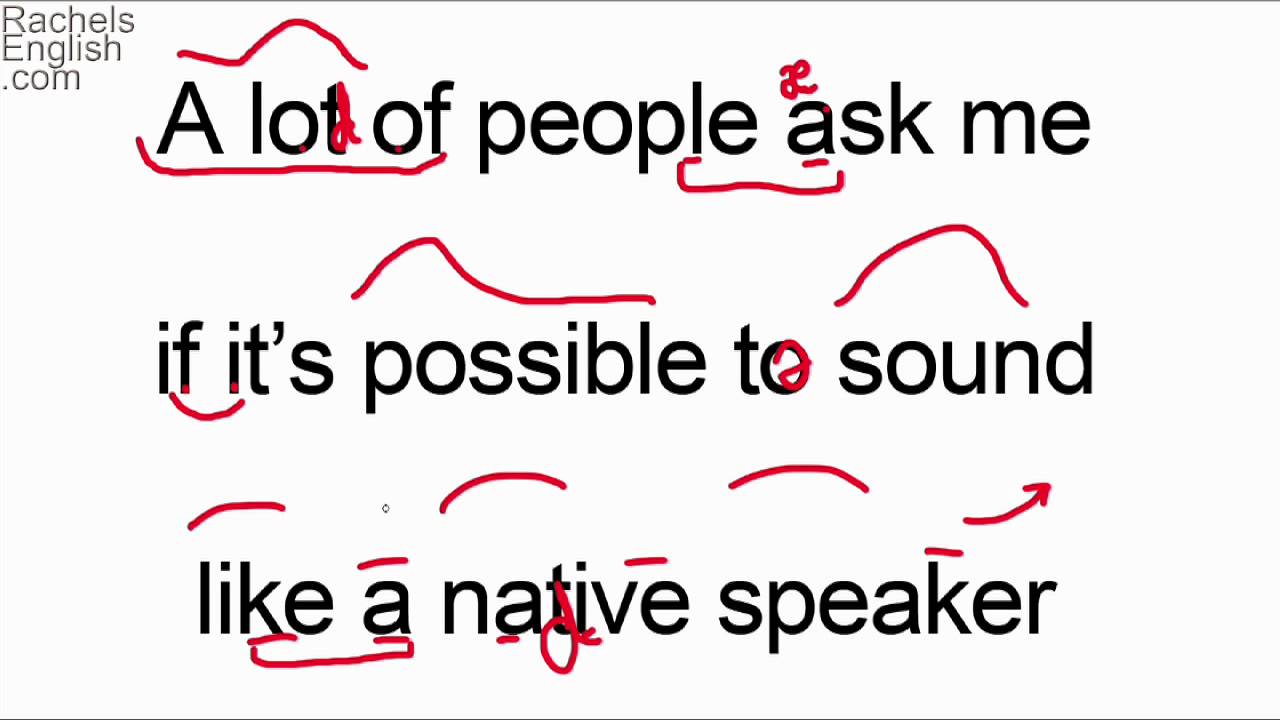 Rachels
English
.com
æ
A lot of people ask me
d
if it's possible to sound
ə
like a native speaker
d